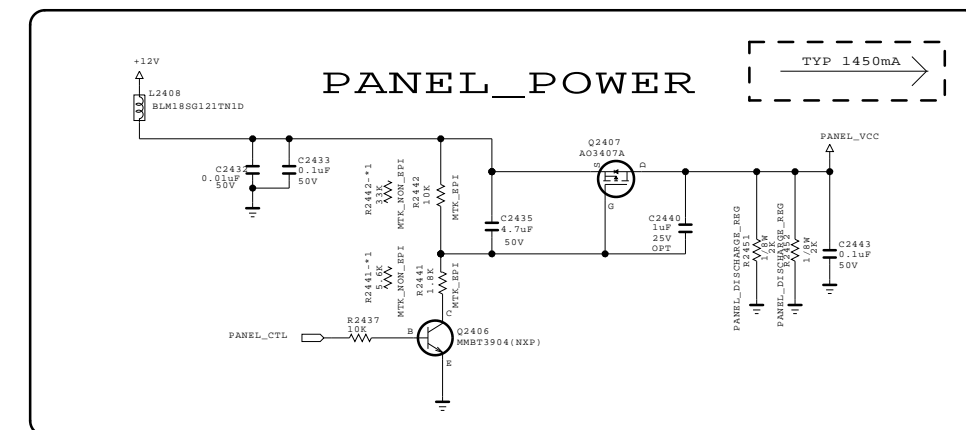 PANEL_POWER
TYP 1450mA
+12V
L2408
BLM18SG121TN1D
C2432
0.01uF
50V
C2433
0.1uF
50V
R2442-*1
33K
MTK_NON_EPI
R2442
10K
MTK_EPI
C2435
4.7uF
50V
Q2407
AO3407A
S
D
G
C2440
1uF
25V
OPT
PANEL_VCC
PANEL_DISCHARGE_REG
R2451
1/8W
2K
PANEL_DISCHARGE_REG
R2452
1/8W
2K
C2443
0.1uF
50V
R2441-*1
5.6K
MTK_NON_EPI
R2441
1.8K
MTK_EPI
PANEL_CTL
R2437
10K
B
C
E
Q2406
MMBT3904(NXP)